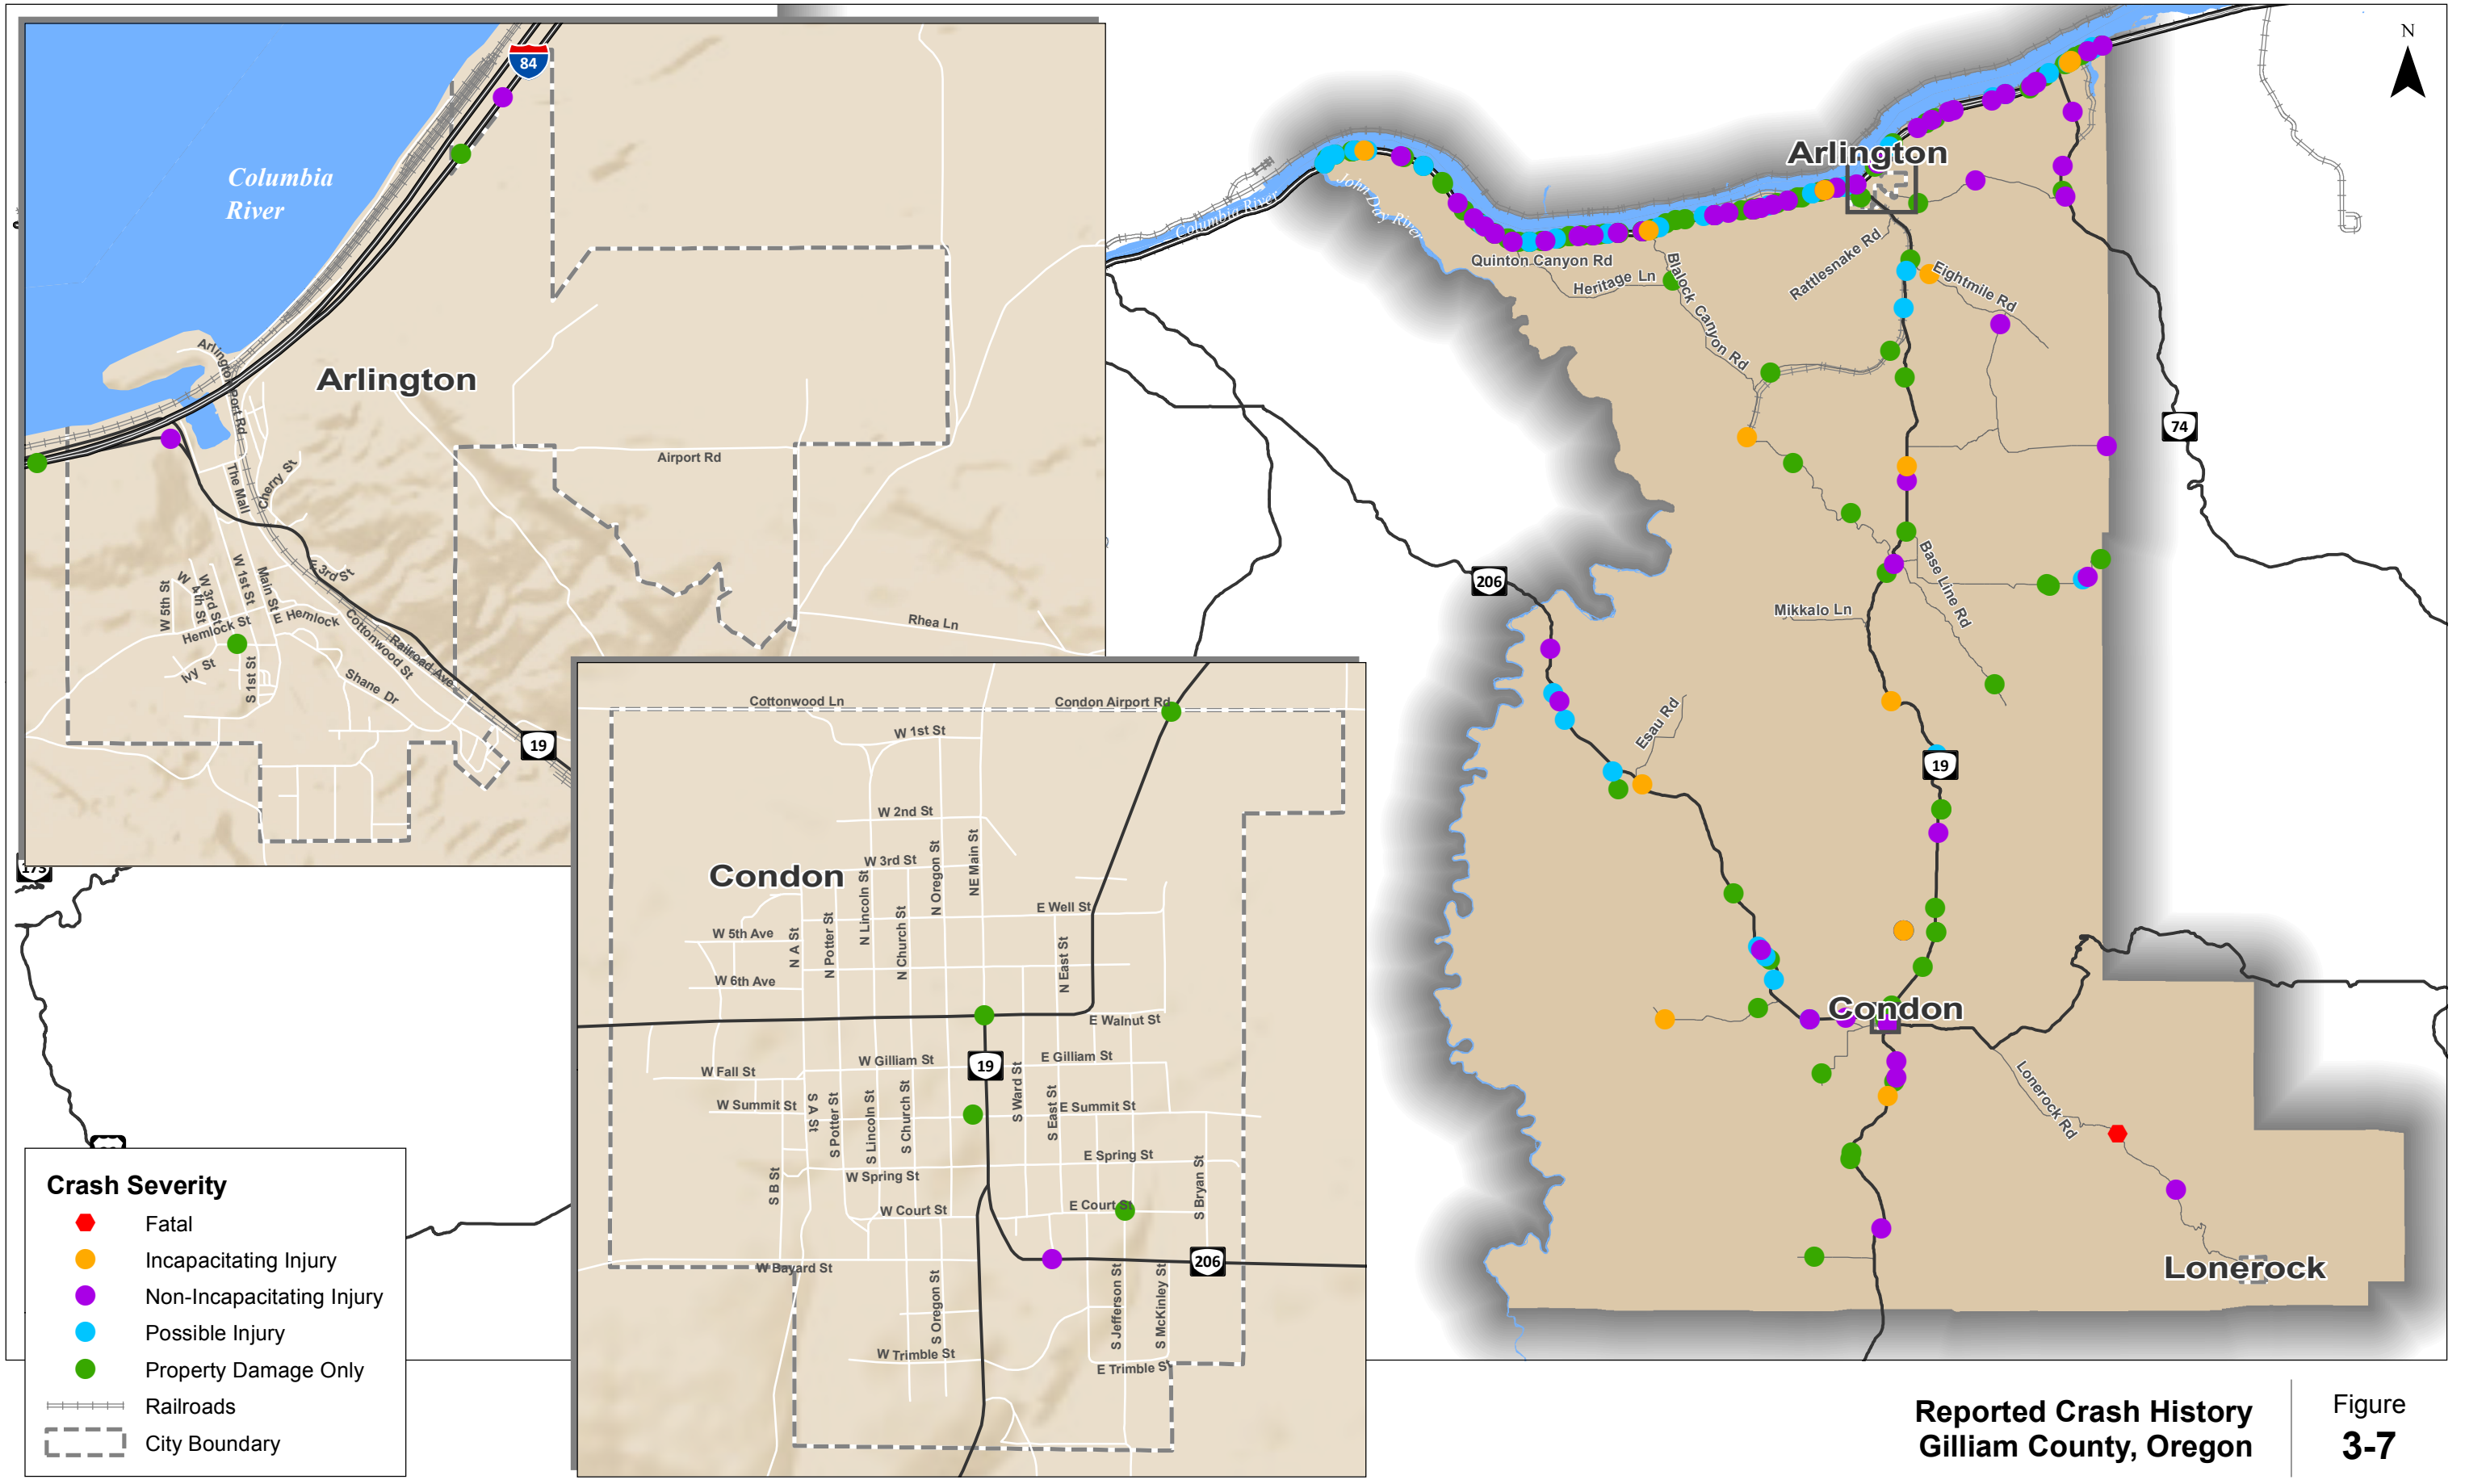 84
Columbia
River
Arlington
Arlington Port Rd
The Mall
Cherry St
Airport Rd
W 5th St
W 4th St
W 3rd St
W 1st St
Main St
E 3rd St
E Hemlock
Hemlock St
Cottonwood St
Railroad Ave
Ivy St
S 1st St
Shane Dr
Rhea Ln
19
Cottonwood Ln
Condon Airport Rd
W 1st St
W 2nd St
W 3rd St
Condon
N Lincoln St
N Oregon St
NE Main St
N Church St
N Potter St
N A St
E Well St
W 5th Ave
W 6th Ave
N East St
E Walnut St
W Gilliam St
E Gilliam St
19
W Fall St
W Summit St
S A St
S Potter St
S Lincoln St
S Church St
S Ward St
S East St
E Summit St
E Spring St
W Spring St
S B St
W Court St
E Court St
S Bryan St
W Bayard St
206
S Oregon St
S Jefferson St
S McKinley St
W Trimble St
E Trimble St
N
Arlington
Columbia River
John Day River
Quinton Canyon Rd
Heritage Ln
Blalock Canyon Rd
Rattlesnake Rd
Eightmile Rd
74
206
Base Line Rd
Mikkalo Ln
Esau Rd
19
Condon
Lonerock Rd
Lonerock
Crash Severity
Fatal
Incapacitating Injury
Non-Incapacitating Injury
Possible Injury
Property Damage Only
Railroads
City Boundary
Reported Crash History
Gilliam County, Oregon
Figure
3-7